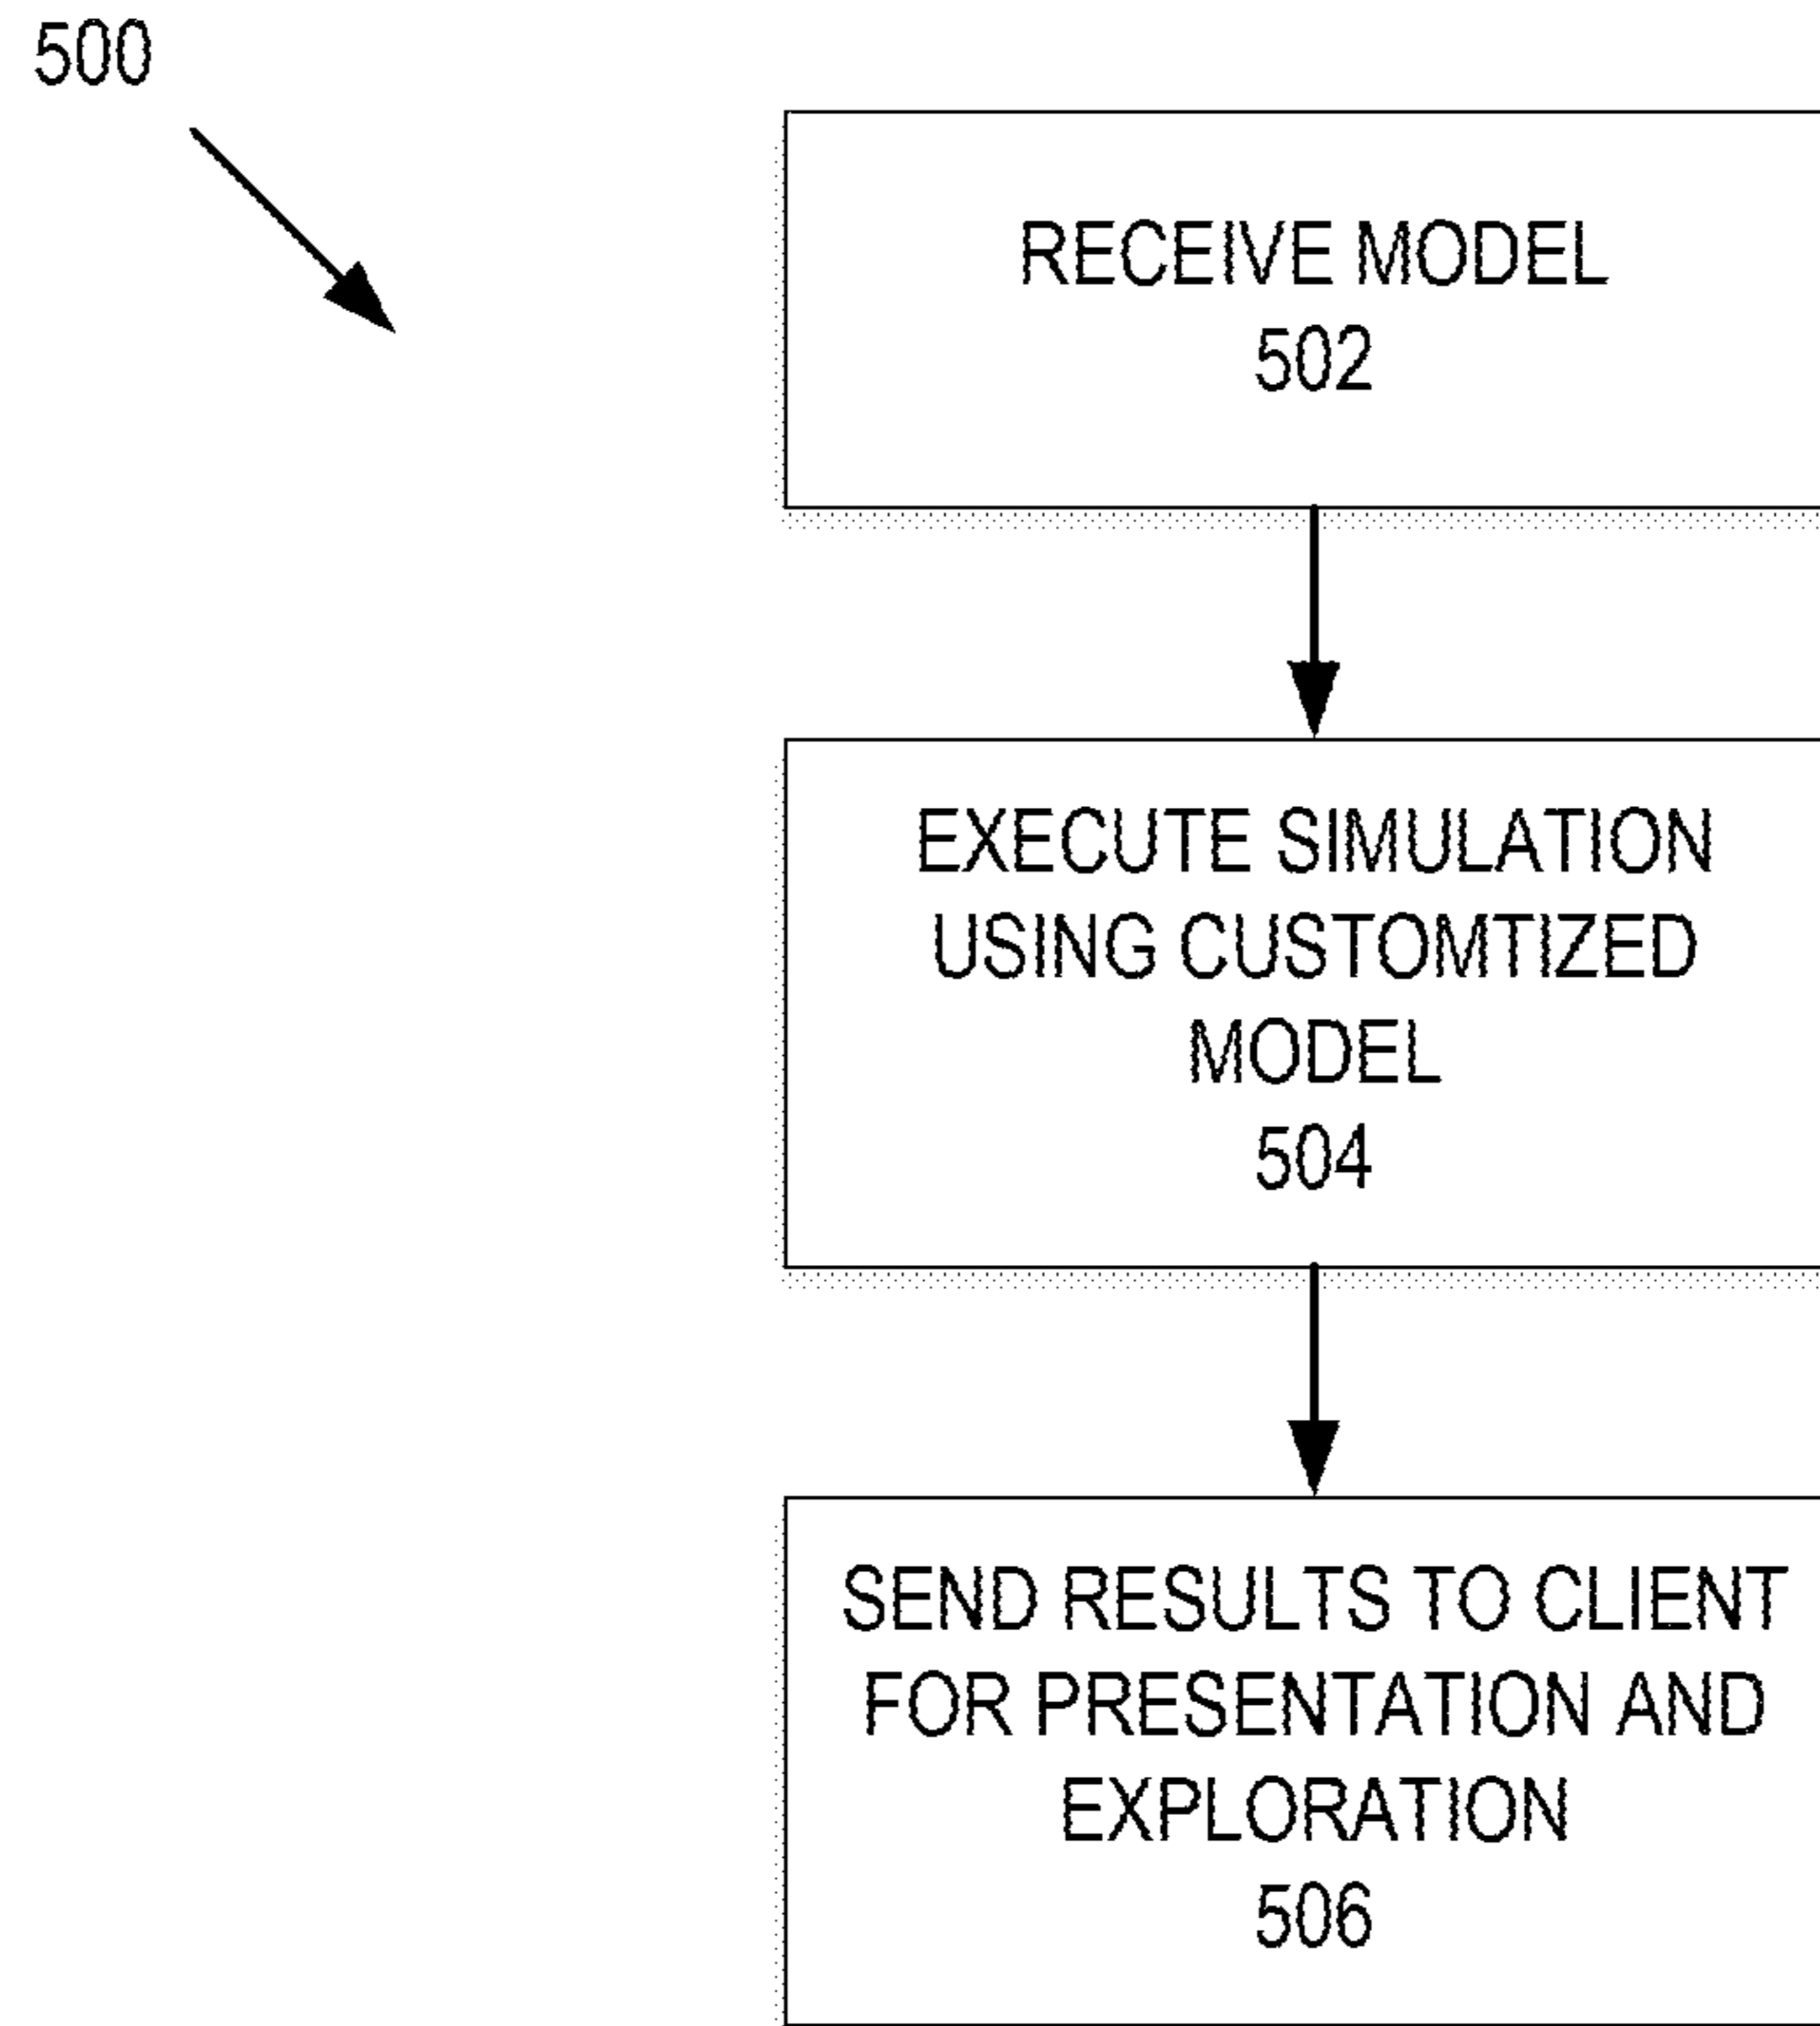 500
RECEIVE MODEL
502
EXECUTE SIMULATION
USING CUSTOMTIZED
MODEL
504
SEND RESULTS TO CLIENT
FOR PRESENTATION AND
EXPLORATION
506